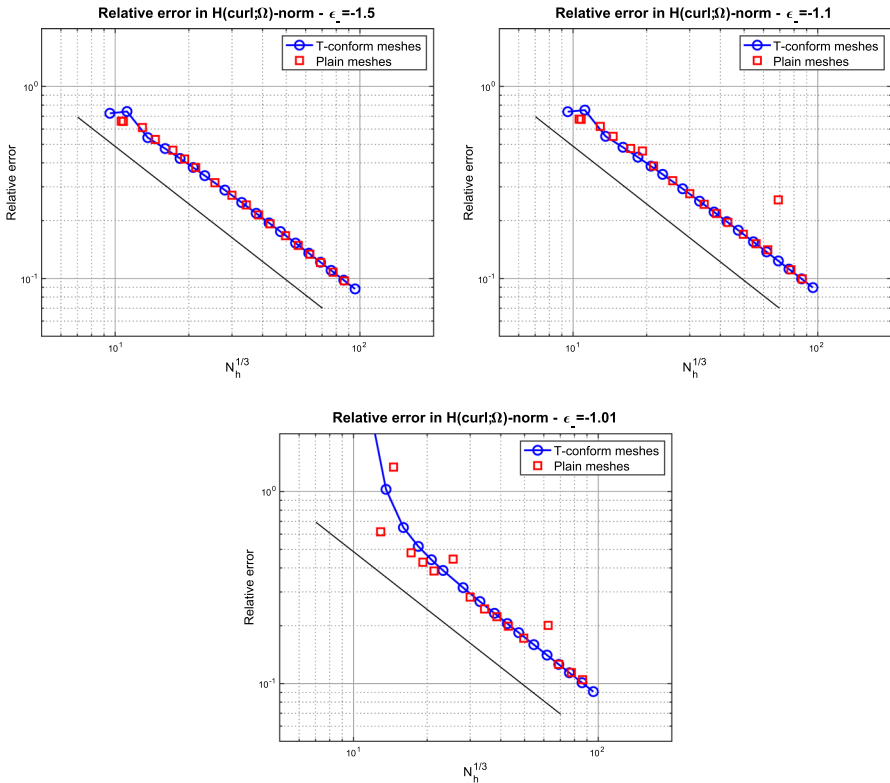 Relative error in H(curl;Ω)-norm - ϵ_=-1.5
T-conform meshes
Plain meshes
10^0
10^-1
Relative error
10^1
10^2
N_h^1/3
Relative error in H(curl;Ω)-norm - ϵ_=-1.1
T-conform meshes
Plain meshes
10^0
10^-1
Relative error
10^1
10^2
N_h^1/3
Relative error in H(curl;Ω)-norm - ϵ_=-1.01
T-conform meshes
Plain meshes
10^0
10^-1
Relative error
10^1
10^2
N_h^1/3